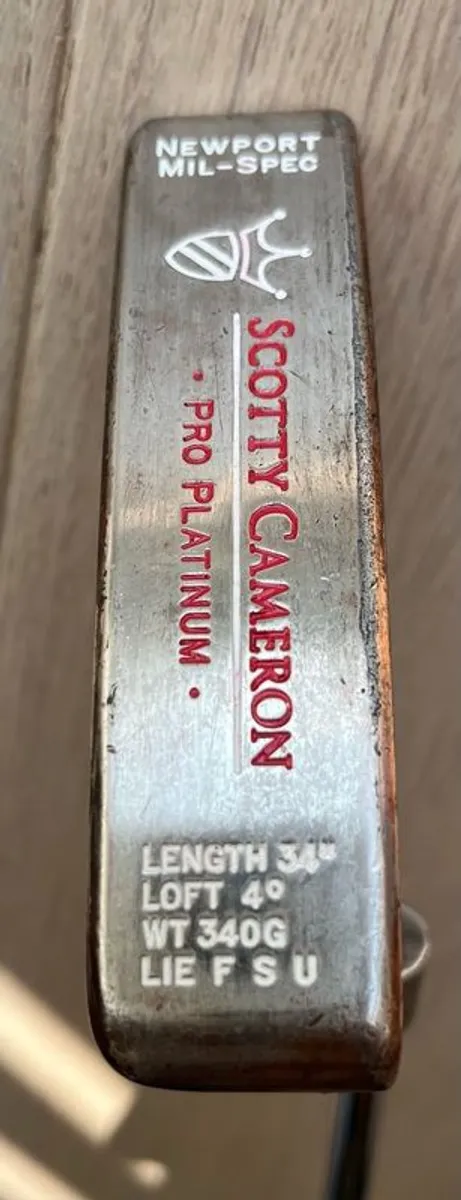 NEWPORT
MIL-SPEC
SCOTTY CAMERON
· PRO PLATINUM ·
LENGTH 34"
LOFT 4°
WT 340G
LIE F S U